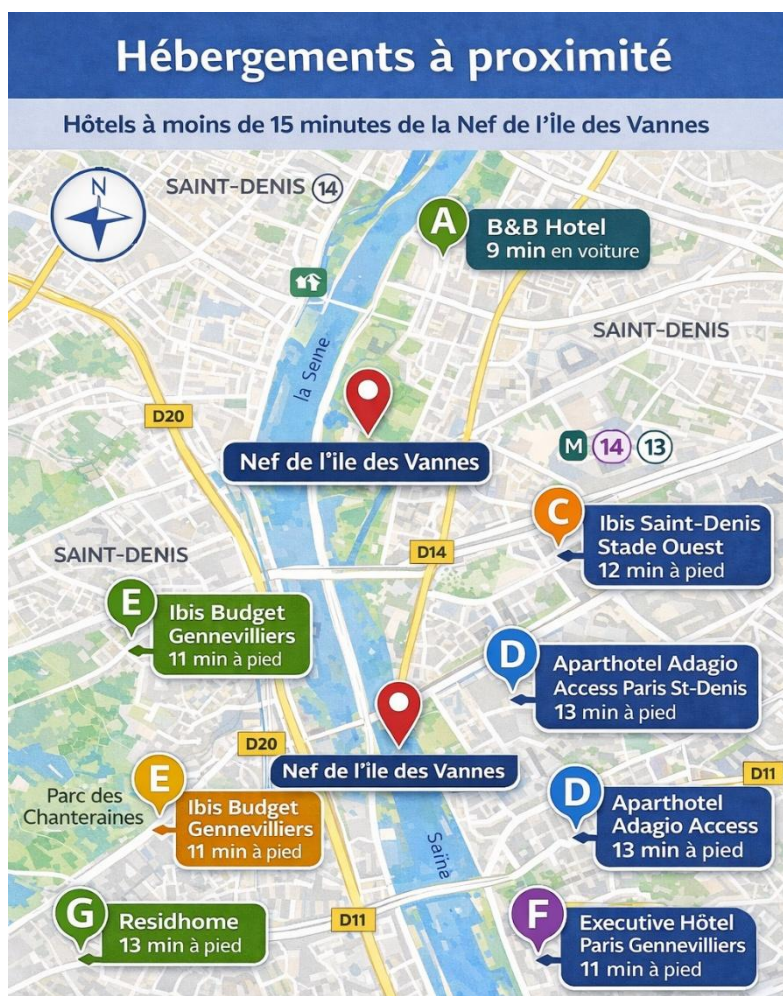 Hébergements à proximité
Hôtels à moins de 15 minutes de la Nef de l'Île des Vannes
N
SAINT-DENIS 14
A
B&B Hotel
9 min en voiture
SAINT-DENIS
la Seine
D20
Nef de l'ile des Vannes
M 14 13
C
Ibis Saint-Denis
Stade Ouest
12 min à pied
SAINT-DENIS
D14
E
Ibis Budget
Gennevilliers
11 min à pied
D
Aparthotel Adagio
Access Paris St-Denis
13 min à pied
D20
Nef de l'ile des Vannes
D11
Parc des
Chanteraines
E
Ibis Budget
Gennevilliers
11 min à pied
D
Aparthotel
Adagio Access
13 min à pied
Saïne
G
Residhome
13 min à pied
D11
F
Executive Hôtel
Paris Gennevilliers
11 min à pied